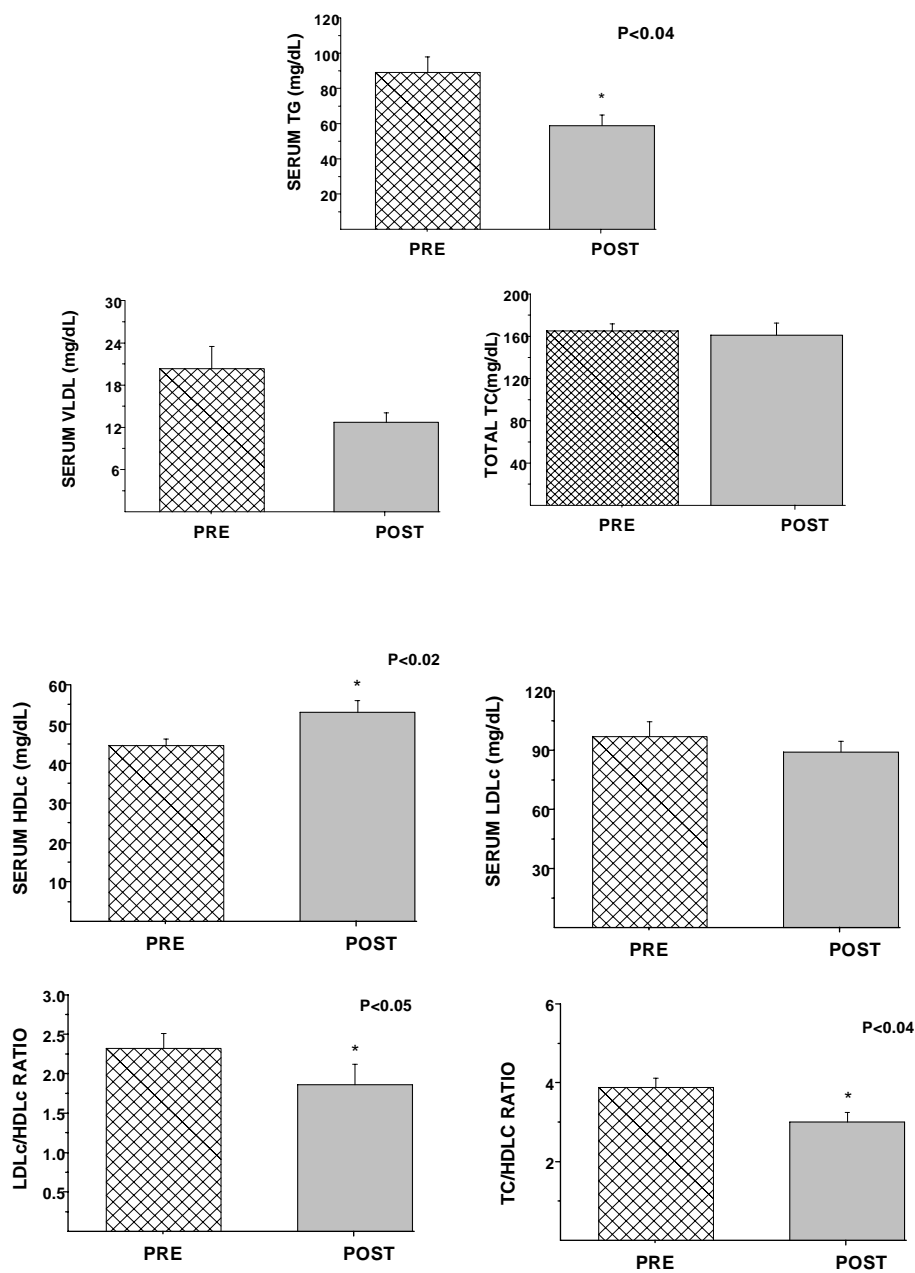 P<0.04
SERUM TG (mg/dL)
120
100
80
60
40
20
*
PRE
POST
SERUM VLDL (mg/dL)
30
24
18
12
6
PRE
POST
TOTAL TC(mg/dL)
200
160
120
80
40
PRE
POST
P<0.02
SERUM HDLc (mg/dL)
60
50
40
30
20
10
*
PRE
POST
SERUM LDLc (mg/dL)
120
90
60
30
PRE
POST
P<0.05
LDLc/HDLc RATIO
3.0
2.5
2.0
1.5
1.0
0.5
*
PRE
POST
P<0.04
TC/HDLC RATIO
6
4
2
*
PRE
POST